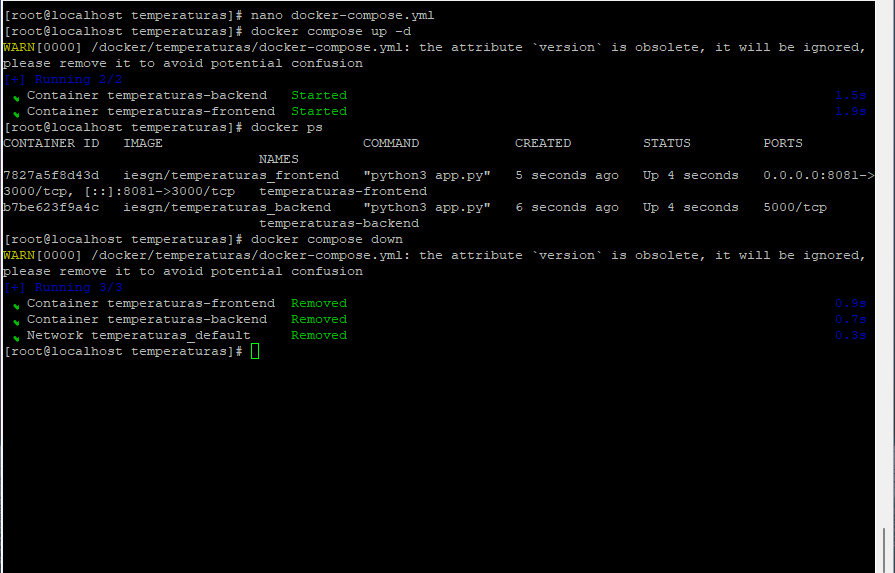 [root@localhost temperaturas]# nano docker-compose.yml
[root@localhost temperaturas]# docker compose up -d
WARN[0000] /docker/temperaturas/docker-compose.yml: the attribute `version` is obsolete, it will be ignored,
please remove it to avoid potential confusion
[+] Running 2/2
✔ Container temperaturas-backend   Started   1.5s
✔ Container temperaturas-frontend  Started   1.9s
[root@localhost temperaturas]# docker ps
CONTAINER ID   IMAGE                         COMMAND            CREATED         STATUS         PORTS
                                NAMES
7827a5f8d43d   iesgn/temperaturas_frontend   "python3 app.py"   5 seconds ago   Up 4 seconds   0.0.0.0:8081->
3000/tcp, [::]:8081->3000/tcp   temperaturas-frontend
b7be623f9a4c   iesgn/temperaturas_backend    "python3 app.py"   6 seconds ago   Up 4 seconds   5000/tcp
                                temperaturas-backend
[root@localhost temperaturas]# docker compose down
WARN[0000] /docker/temperaturas/docker-compose.yml: the attribute `version` is obsolete, it will be ignored,
please remove it to avoid potential confusion
[+] Running 3/3
✔ Container temperaturas-frontend  Removed   0.9s
✔ Container temperaturas-backend   Removed   0.7s
✔ Network temperaturas_default     Removed   0.3s
[root@localhost temperaturas]#